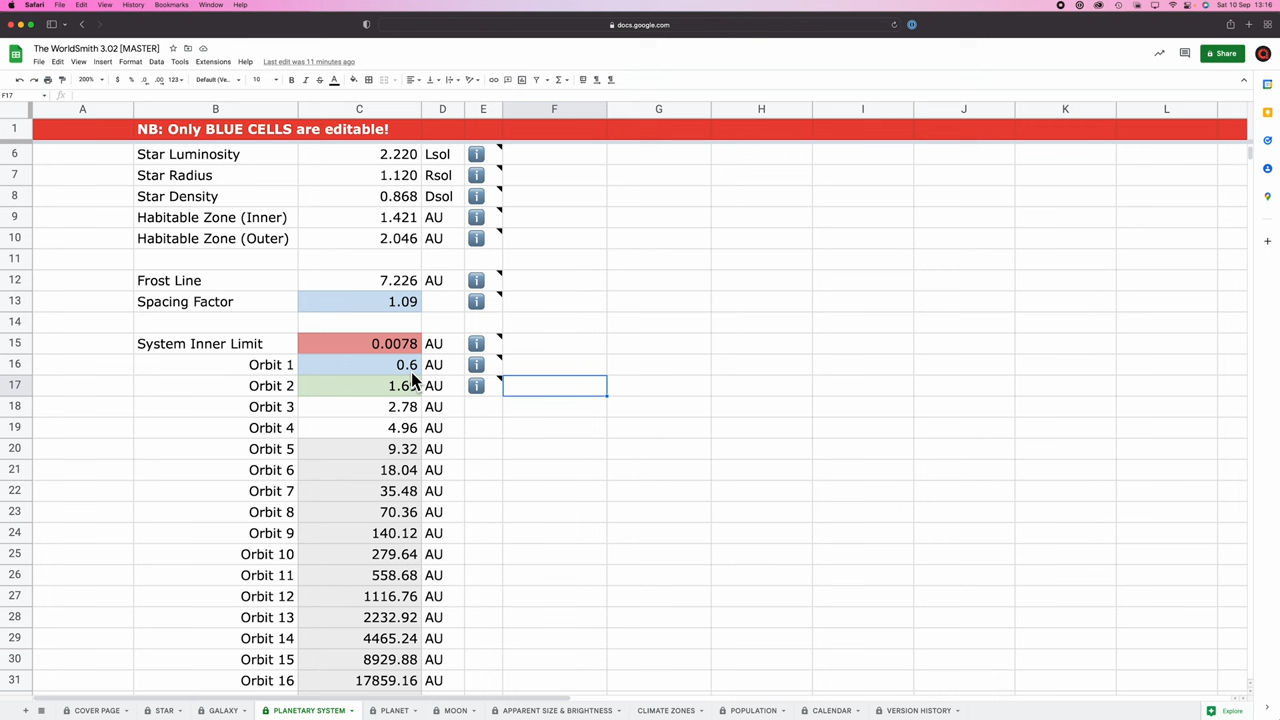 Safari File Edit View History Bookmarks Window Help Sat 10 Sep 13:16
docs.google.com
The WorldSmith 3.02 [MASTER]
File Edit View Insert Format Data Tools Extensions Help Last edit was 11 minutes ago Share
200% $ % .0 .00 123 Default (Ve... 10 B I S A
F17 fx
A B C D E F G H I J K L
1 NB: Only BLUE CELLS are editable!
6 Star Luminosity 2.220 Lsol i
7 Star Radius 1.120 Rsol i
8 Star Density 0.868 Dsol i
9 Habitable Zone (Inner) 1.421 AU i
10 Habitable Zone (Outer) 2.046 AU i
11
12 Frost Line 7.226 AU i
13 Spacing Factor 1.09 i
14
15 System Inner Limit 0.0078 AU i
16 Orbit 1 0.6 AU i
17 Orbit 2 AU i
18 Orbit 3 2.78 AU
19 Orbit 4 4.96 AU
20 Orbit 5 9.32 AU
21 Orbit 6 18.04 AU
22 Orbit 7 35.48 AU
23 Orbit 8 70.36 AU
24 Orbit 9 140.12 AU
25 Orbit 10 279.64 AU
26 Orbit 11 558.68 AU
27 Orbit 12 1116.76 AU
28 Orbit 13 2232.92 AU
29 Orbit 14 4465.24 AU
30 Orbit 15 8929.88 AU
31 Orbit 16 17859.16 AU
COVER PAGE STAR GALAXY PLANETARY SYSTEM PLANET MOON APPARENT SIZE & BRIGHTNESS CLIMATE ZONES POPULATION CALENDAR VERSION HISTORY Explore